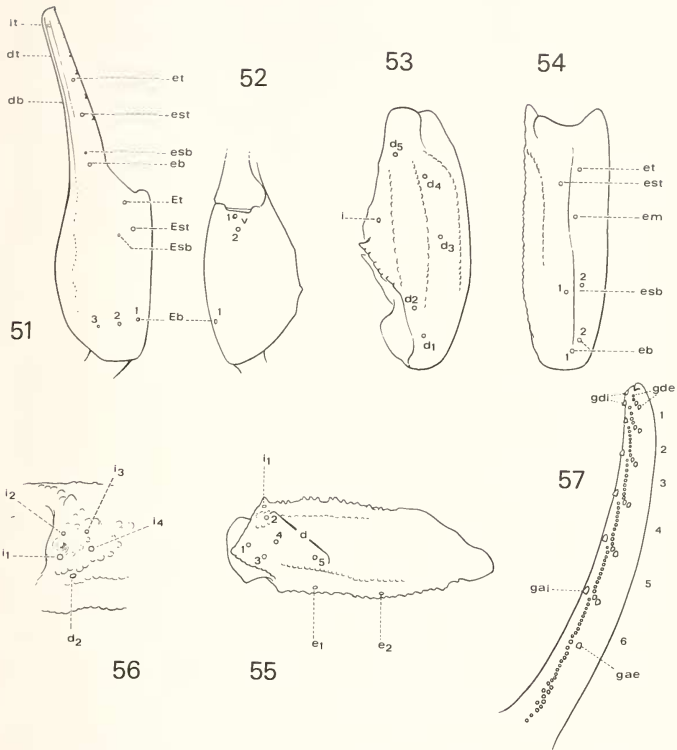 51
it
dt
db
et
est
esb
eb
Et
Est
Esb
Eb
3 2 1
52
1 v
2
1
53
d5
d4
d3
d2
d1
i
54
et
est
em
1 2
esb
2
1
eb
56
i3
i2
i4
i1
d2
55
i1
2
d
1
4
3
5
e1
e2
57
gdi
gde
1
2
3
4
5
6
gai
gae